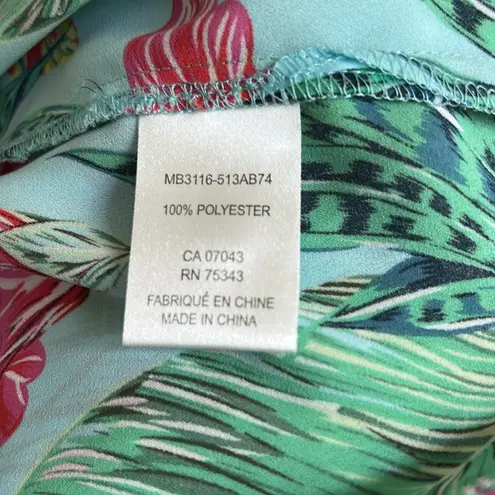 MB3116-513AB74
100% POLYESTER
CA 07043
RN 75343
FABRIQUÉ EN CHINE
MADE IN CHINA